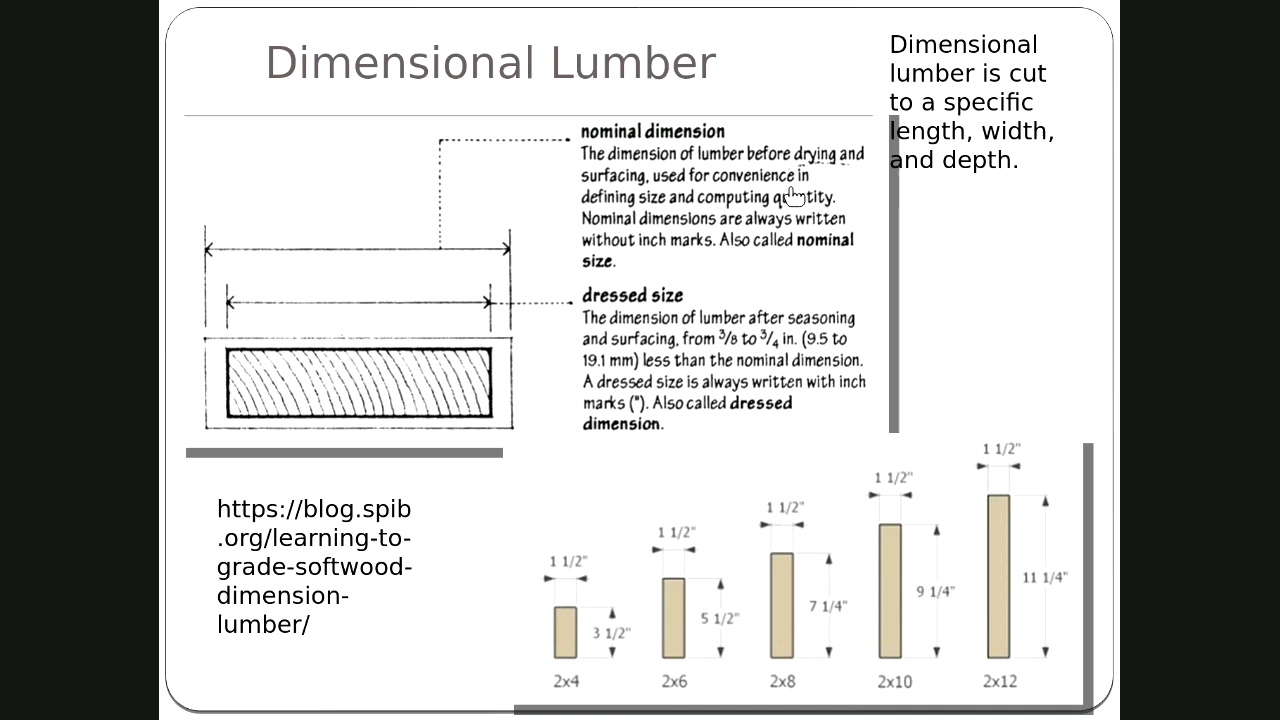 Dimensional Lumber
Dimensional
lumber is cut
to a specific
length, width,
and depth.
nominal dimension
The dimension of lumber before drying and
surfacing, used for convenience in
defining size and computing quantity.
Nominal dimensions are always written
without inch marks. Also called nominal
size.
dressed size
The dimension of lumber after seasoning
and surfacing, from 3/8 to 3/4 in. (9.5 to
19.1 mm) less than the nominal dimension.
A dressed size is always written with inch
marks ("). Also called dressed
dimension.
https://blog.spib
.org/learning-to-
grade-softwood-
dimension-
lumber/
1 1/2"
3 1/2"
2x4
1 1/2"
5 1/2"
2x6
1 1/2"
7 1/4"
2x8
1 1/2"
9 1/4"
2x10
1 1/2"
11 1/4"
2x12